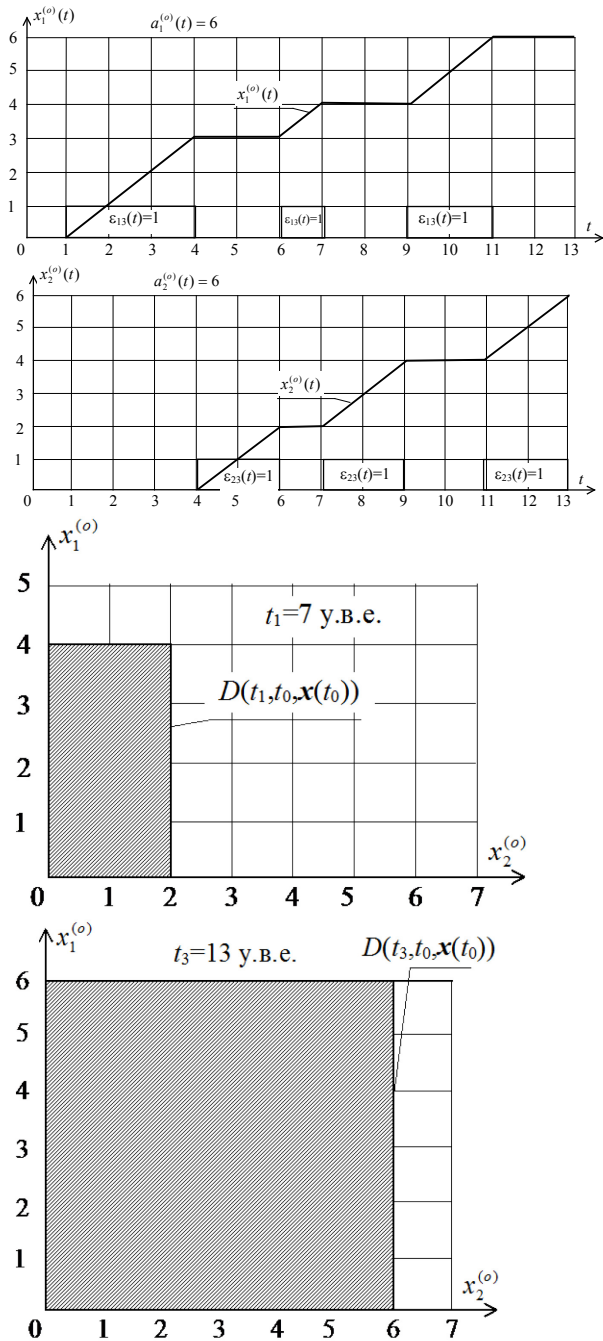 x₁⁽ᵒ⁾(t) a₁⁽ᵒ⁾(t) = 6
6
5
x₁⁽ᵒ⁾(t)
4
3
2
1
ε₁₃(t)=1 ε₁₃(t)=1 ε₁₃(t)=1
t
0 1 2 3 4 5 6 7 8 9 10 11 12 13
x₂⁽ᵒ⁾(t) a₂⁽ᵒ⁾(t) = 6
6
5
4
x₂⁽ᵒ⁾(t)
3
2
1
ε₂₃(t)=1 ε₂₃(t)=1 ε₂₃(t)=1
t
0 1 2 3 4 5 6 7 8 9 10 11 12 13
x₁⁽ᵒ⁾
5
t₁=7 у.в.е.
4
D(t₁,t₀,x(t₀))
3
2
1
x₂⁽ᵒ⁾
0 1 2 3 4 5 6 7
x₁⁽ᵒ⁾
t₃=13 у.в.е. D(t₃,t₀,x(t₀))
6
5
4
3
2
1
x₂⁽ᵒ⁾
0 1 2 3 4 5 6 7